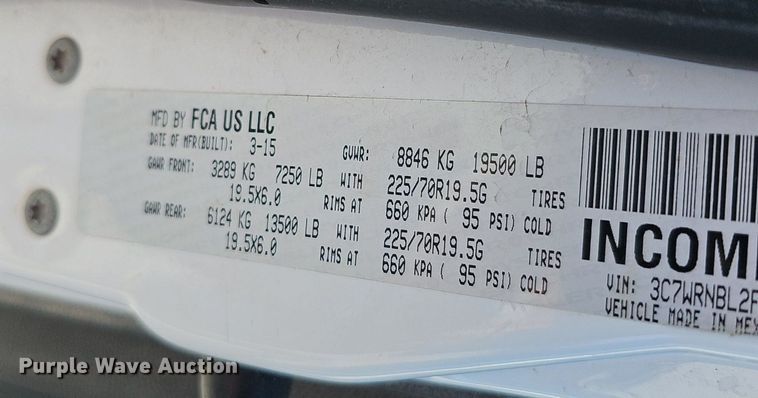 MFD BY FCA US LLC
DATE OF MFR(BUILT): 3-15 GVWR: 8846 KG 19500 LB
GAWR FRONT: 3289 KG 7250 LB WITH 225/70R19.5G TIRES
19.5X6.0 RIMS AT 660 KPA ( 95 PSI) COLD
GAWR REAR: 6124 KG 13500 LB WITH 225/70R19.5G TIRES
19.5X6.0 RIMS AT 660 KPA ( 95 PSI) COLD
INCOM
VIN: 3C7WRNBL2F
VEHICLE MADE IN MEX
Purple Wave Auction